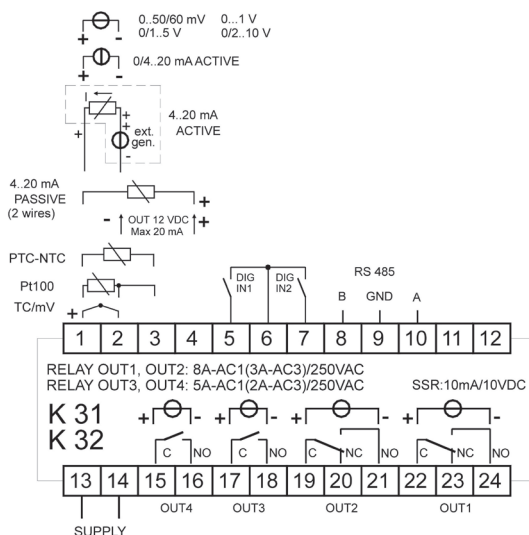 0..50/60 mV 0...1 V
0/1..5 V 0/2..10 V
+ -
0/4..20 mA ACTIVE
+ -
I
4..20 mA
ACTIVE
+
+
+ ext.
gen.
-
4..20 mA
PASSIVE
(2 wires)
+
- OUT 12 VDC +
Max 20 mA
PTC-NTC
Pt100
TC/mV
+ -
DIG
IN1
DIG
IN2
RS 485
B GND A
1 2 3 4 5 6 7 8 9 10 11 12
RELAY OUT1, OUT2: 8A-AC1(3A-AC3)/250VAC
RELAY OUT3, OUT4: 5A-AC1(2A-AC3)/250VAC
SSR:10mA/10VDC
K 31
K 32
+ - + - + - + -
C NO C NO C NC NO C NC NO
13 14 15 16 17 18 19 20 21 22 23 24
SUPPLY OUT4 OUT3 OUT2 OUT1